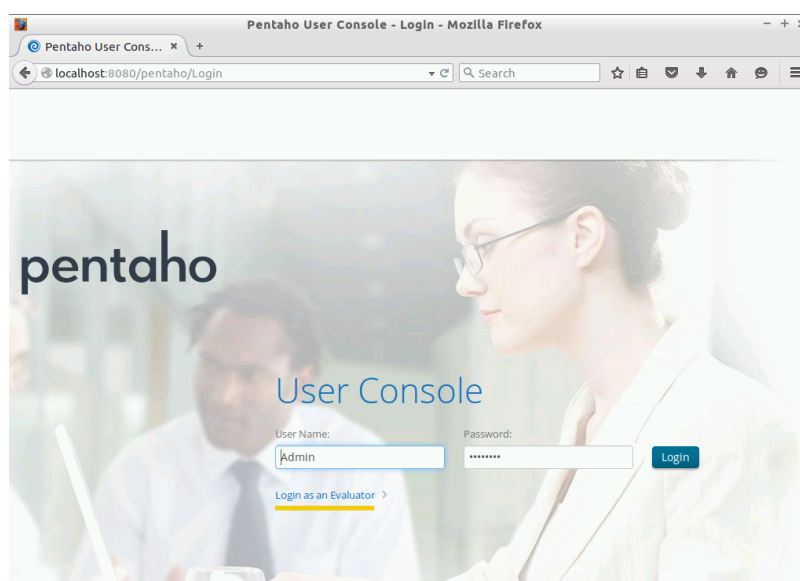 Pentaho User Console - Login - Mozilla Firefox
Pentaho User Cons... × +
localhost:8080/pentaho/Login
Search
pentaho
User Console
User Name: Password:
Admin •••••••• Login
Login as an Evaluator >